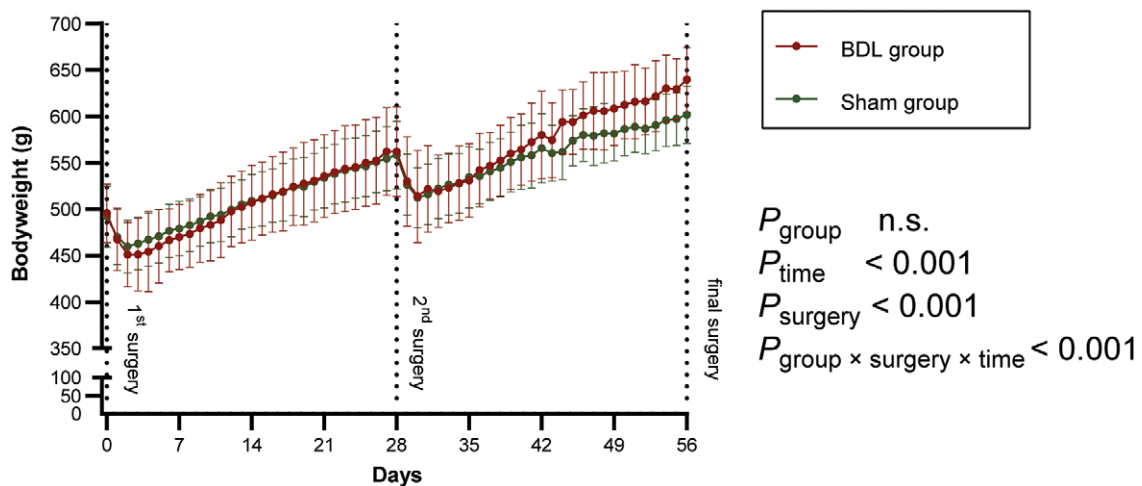 700
650
600
550
500
450
400
350
100
50
0
Bodyweight (g)
1st surgery
2nd surgery
final surgery
0 7 14 21 28 35 42 49 56
Days
BDL group
Sham group
Pgroup n.s.
Ptime < 0.001
Psurgery < 0.001
Pgroup × surgery × time < 0.001